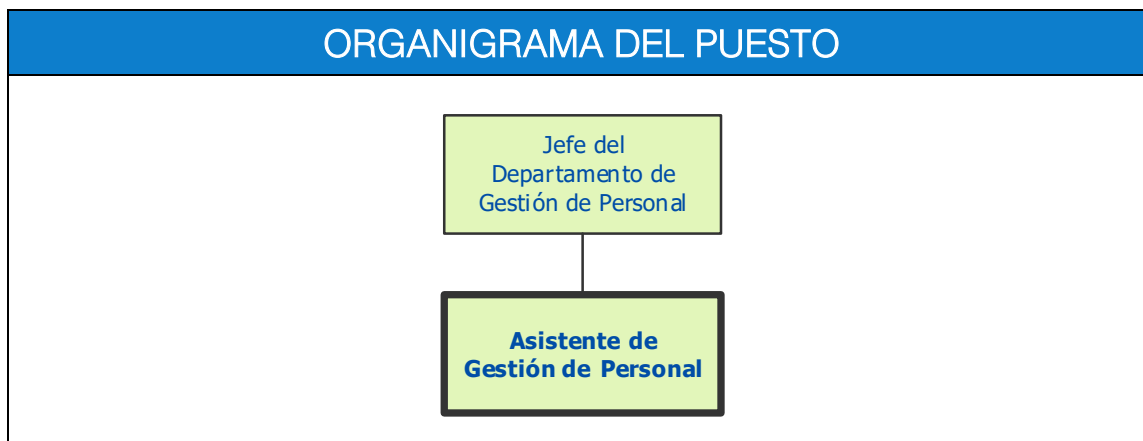 ORGANIGRAMA DEL PUESTO
Jefe del
Departamento de
Gestión de Personal
Asistente de
Gestión de Personal